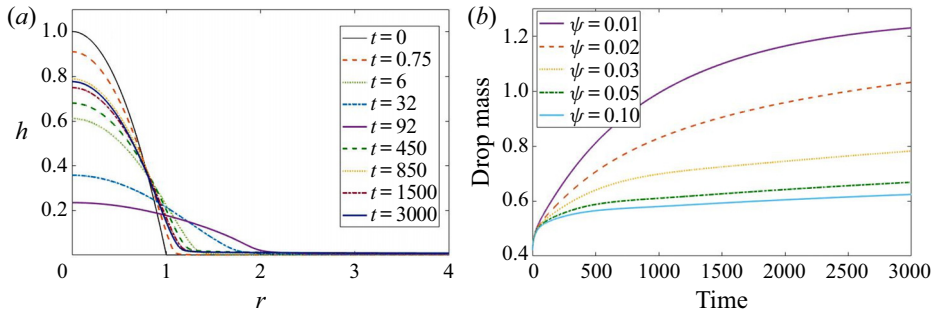 (a)
1.0
0.8
0.6
0.4
0.2
h
0
1
2
3
4
r
t = 0
t = 0.75
t = 6
t = 32
t = 92
t = 450
t = 850
t = 1500
t = 3000
(b)
1.2
1.0
0.8
0.6
0.4
Drop mass
0
500
1000
1500
2000
2500
3000
Time
ψ = 0.01
ψ = 0.02
ψ = 0.03
ψ = 0.05
ψ = 0.10